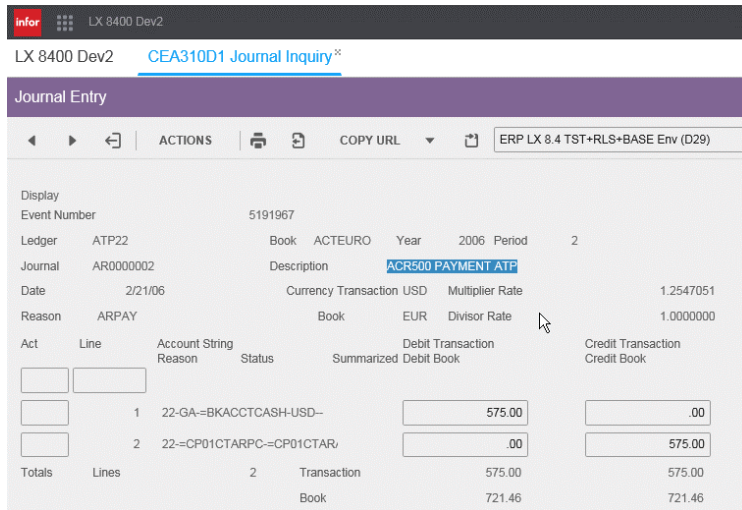 infor LX 8400 Dev2
LX 8400 Dev2 CEA310D1 Journal Inquiry x
Journal Entry
ACTIONS COPY URL ERP LX 8.4 TST+RLS+BASE Env (D29)
Display
Event Number 5191967
Ledger ATP22 Book ACTEURO Year 2006 Period 2
Journal AR0000002 Description ACR500 PAYMENT ATP
Date 2/21/06 Currency Transaction USD Multiplier Rate 1.2547051
Reason ARPAY Book EUR Divisor Rate 1.0000000
Act Line Account String Debit Transaction Credit Transaction
Reason Status Summarized Debit Book Credit Book
1 22-GA-=BKACCTCASH-USD-- 575.00 .00
2 22-=CP01CTARPC-=CP01CTAR/ .00 575.00
Totals Lines 2 Transaction 575.00 575.00
Book 721.46 721.46